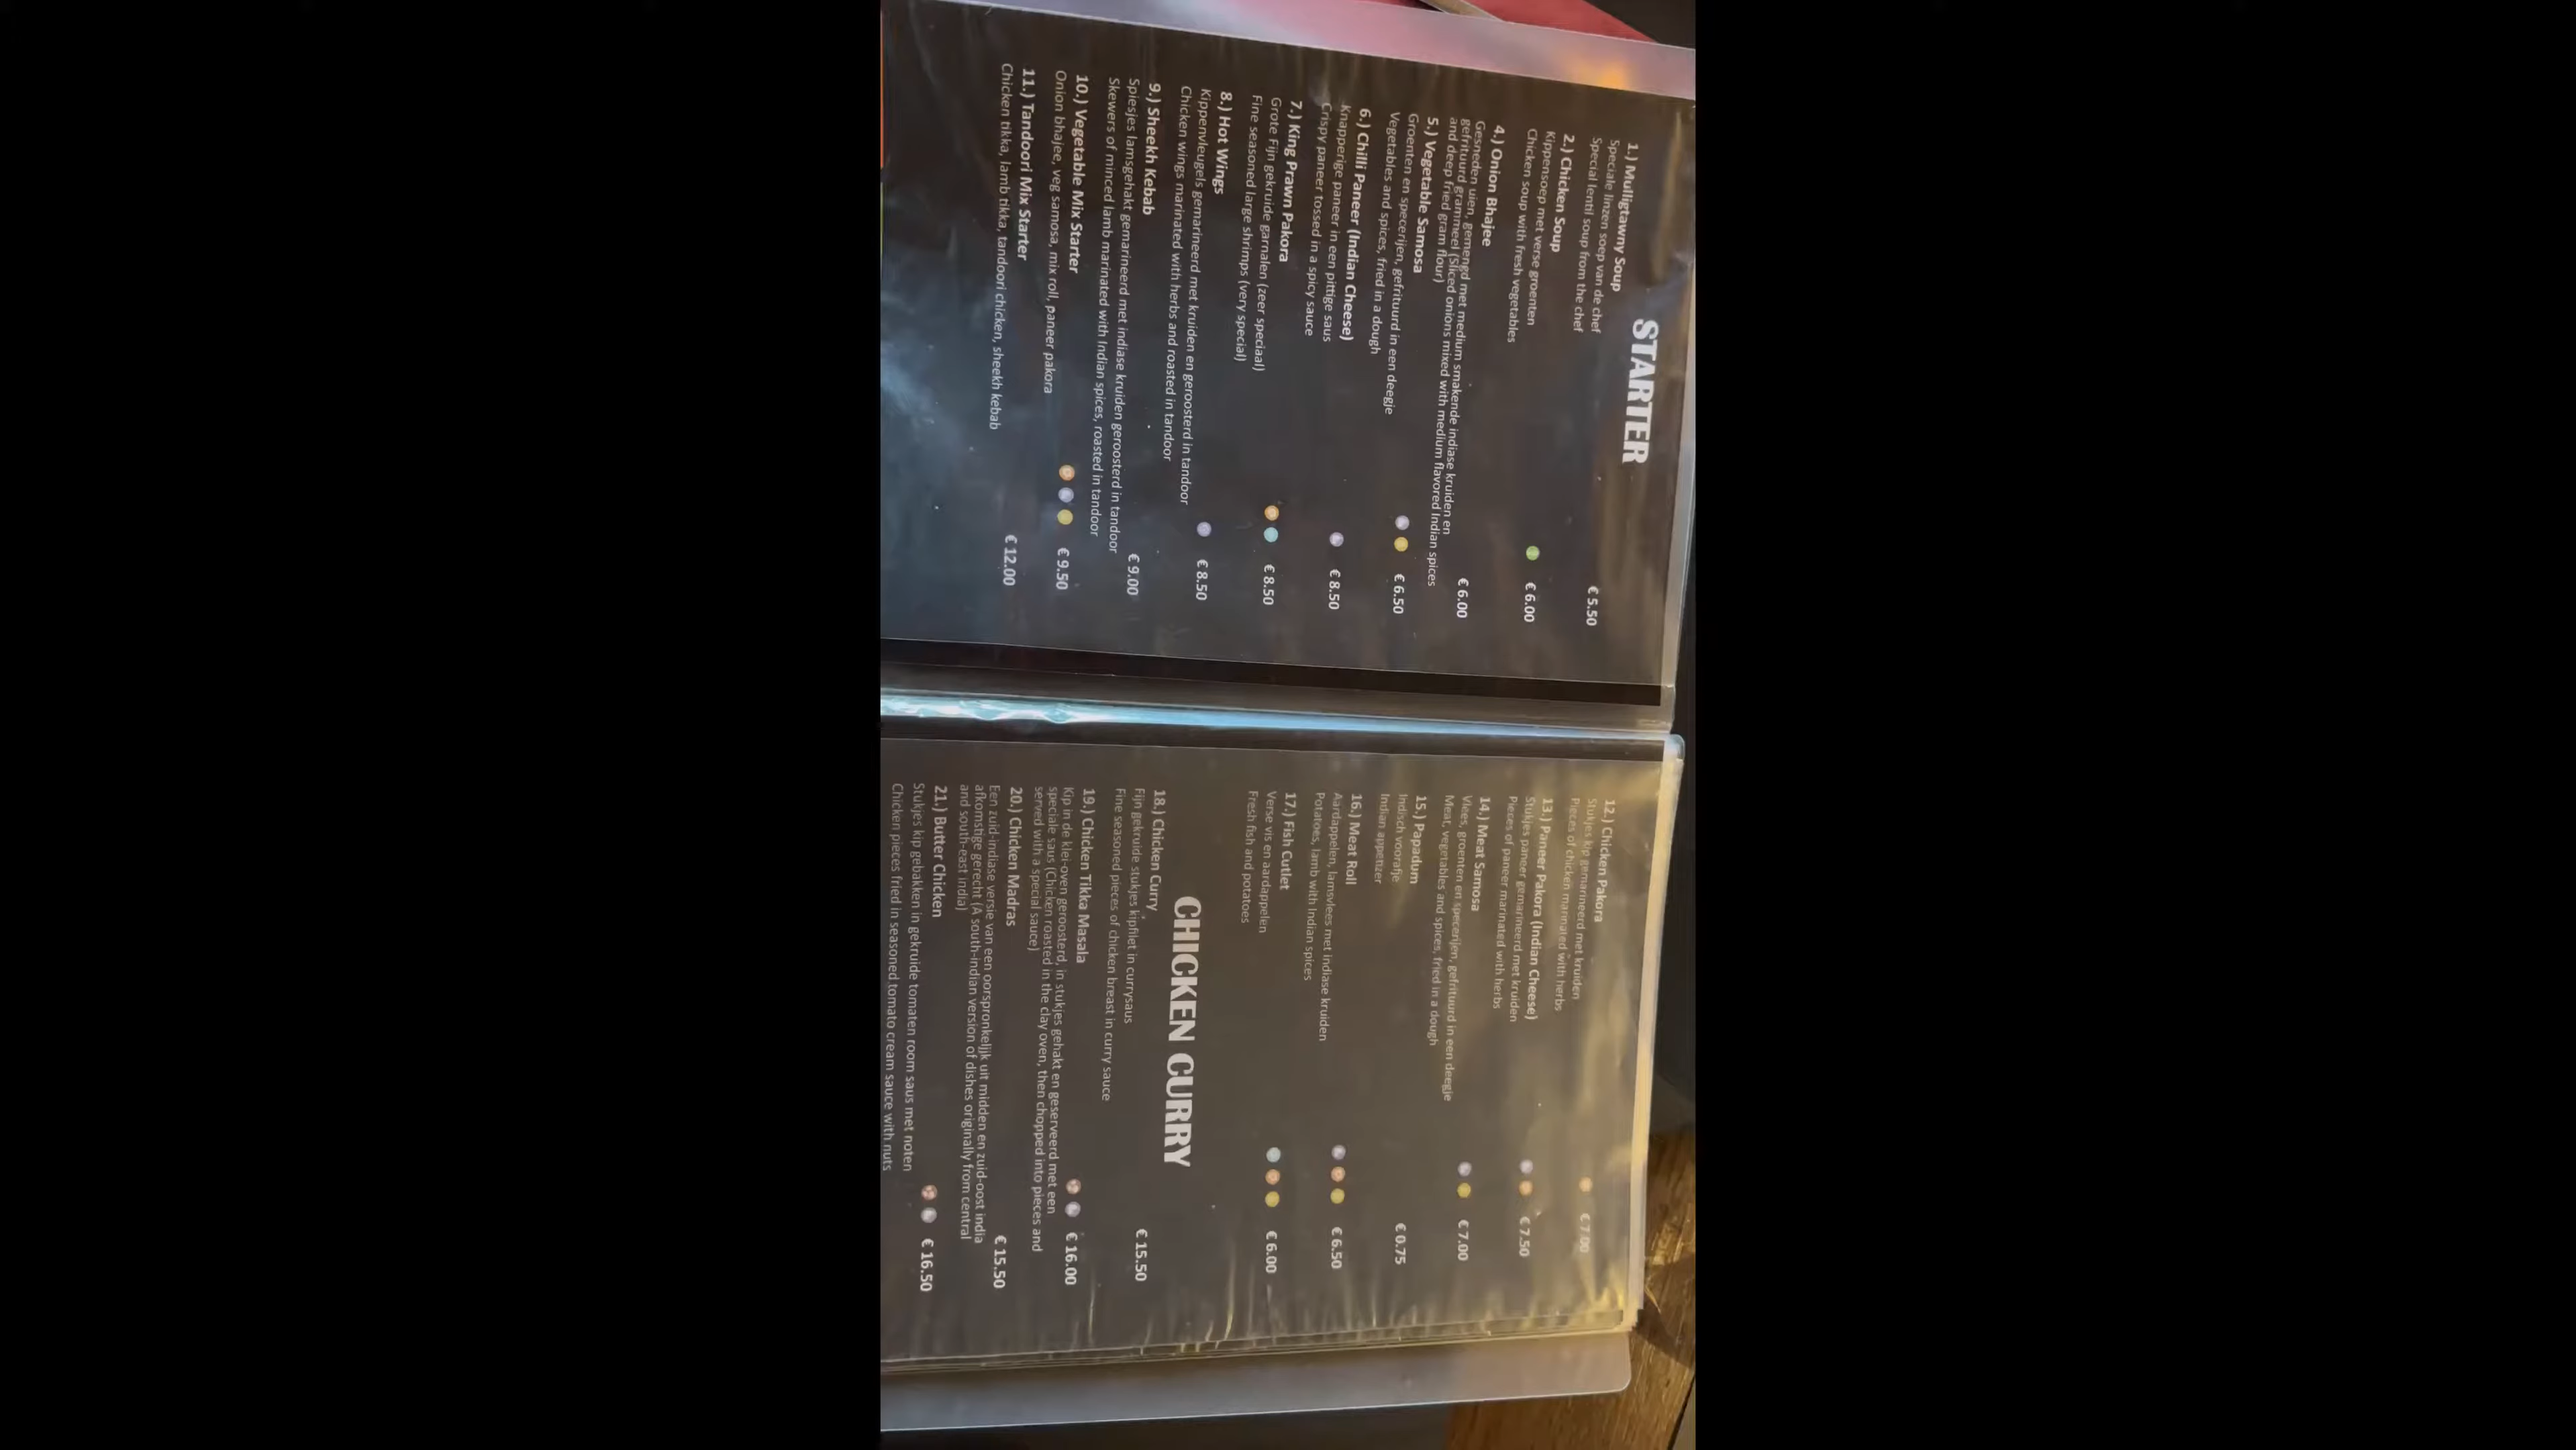 STARTER
1.) Mulligtawny Soup
Speciale linzen soep van de chef
Special lentil soup from the chef
€ 5.50
2.) Chicken Soup
Kippensoep met verse groenten
Chicken soup with fresh vegetables
€ 6.00
4.) Onion Bhajee
Gesneden uien, gemengd met medium smakende indiase kruiden en
gefrituurd grammeel (Sliced onions mixed with medium flavored Indian spices
and deep fried gram flour)
€ 6.00
5.) Vegetable Samosa
Groenten en specerijen, gefrituurd in een deegje
Vegetables and spices, fried in a dough
€ 6.50
6.) Chilli Paneer (Indian Cheese)
Knapperige paneer in een pittige saus
Crispy paneer tossed in a spicy sauce
€ 8.50
7.) King Prawn Pakora
Grote Fijn gekruide garnalen (zeer speciaal)
Fine seasoned large shrimps (very special)
€ 8.50
8.) Hot Wings
Kippenvleugels gemarineerd met kruiden en geroosterd in tandoor
Chicken wings marinated with herbs and roasted in tandoor
€ 8.50
9.) Sheekh Kebab
Spiesjes lamsgehakt gemarineerd met indiase kruiden geroosterd in tandoor
Skewers of minced lamb marinated with Indian spices, roasted in tandoor
€ 9.00
10.) Vegetable Mix Starter
Onion bhajee, veg samosa, mix roll, paneer pakora
€ 9.50
11.) Tandoori Mix Starter
Chicken tikka, lamb tikka, tandoori chicken, sheekh kebab
€ 12.00
12.) Chicken Pakora
Stukjes kip gemarineerd met kruiden
Pieces of chicken marinated with herbs
€ 7.00
13.) Paneer Pakora (Indian Cheese)
Stukjes paneer gemarineerd met kruiden
Pieces of paneer marinated with herbs
€ 7.50
14.) Meat Samosa
Vlees, groenten en specerijen, gefrituurd in een deegje
Meat, vegetables and spices, fried in a dough
€ 7.00
15.) Papadum
Indisch voorafje
Indian appetizer
€ 0.75
16.) Meat Roll
Aardappelen, lamsvlees met indiase kruiden
Potatoes, lamb with Indian spices
€ 6.50
17.) Fish Cutlet
Verse vis en aardappelen
Fresh fish and potatoes
€ 6.00
CHICKEN CURRY
18.) Chicken Curry
Fijn gekruide stukjes kipfilet in currysaus
Fine seasoned pieces of chicken breast in curry sauce
€ 15.50
19.) Chicken Tikka Masala
Kip in de klei-oven geroosterd, in stukjes gehakt en geserveerd met een
speciale saus (Chicken roasted in the clay oven, then chopped into pieces and
served with a special sauce)
€ 16.00
20.) Chicken Madras
Een zuid-indiase versie van een oorspronkelijk uit midden en zuid-oost india
afkomstige gerecht (A south-indian version of dishes originally from central
and south-east india)
€ 15.50
21.) Butter Chicken
Stukjes kip gebakken in gekruide tomaten room saus met noten
Chicken pieces fried in seasoned tomato cream sauce with nuts
€ 16.50